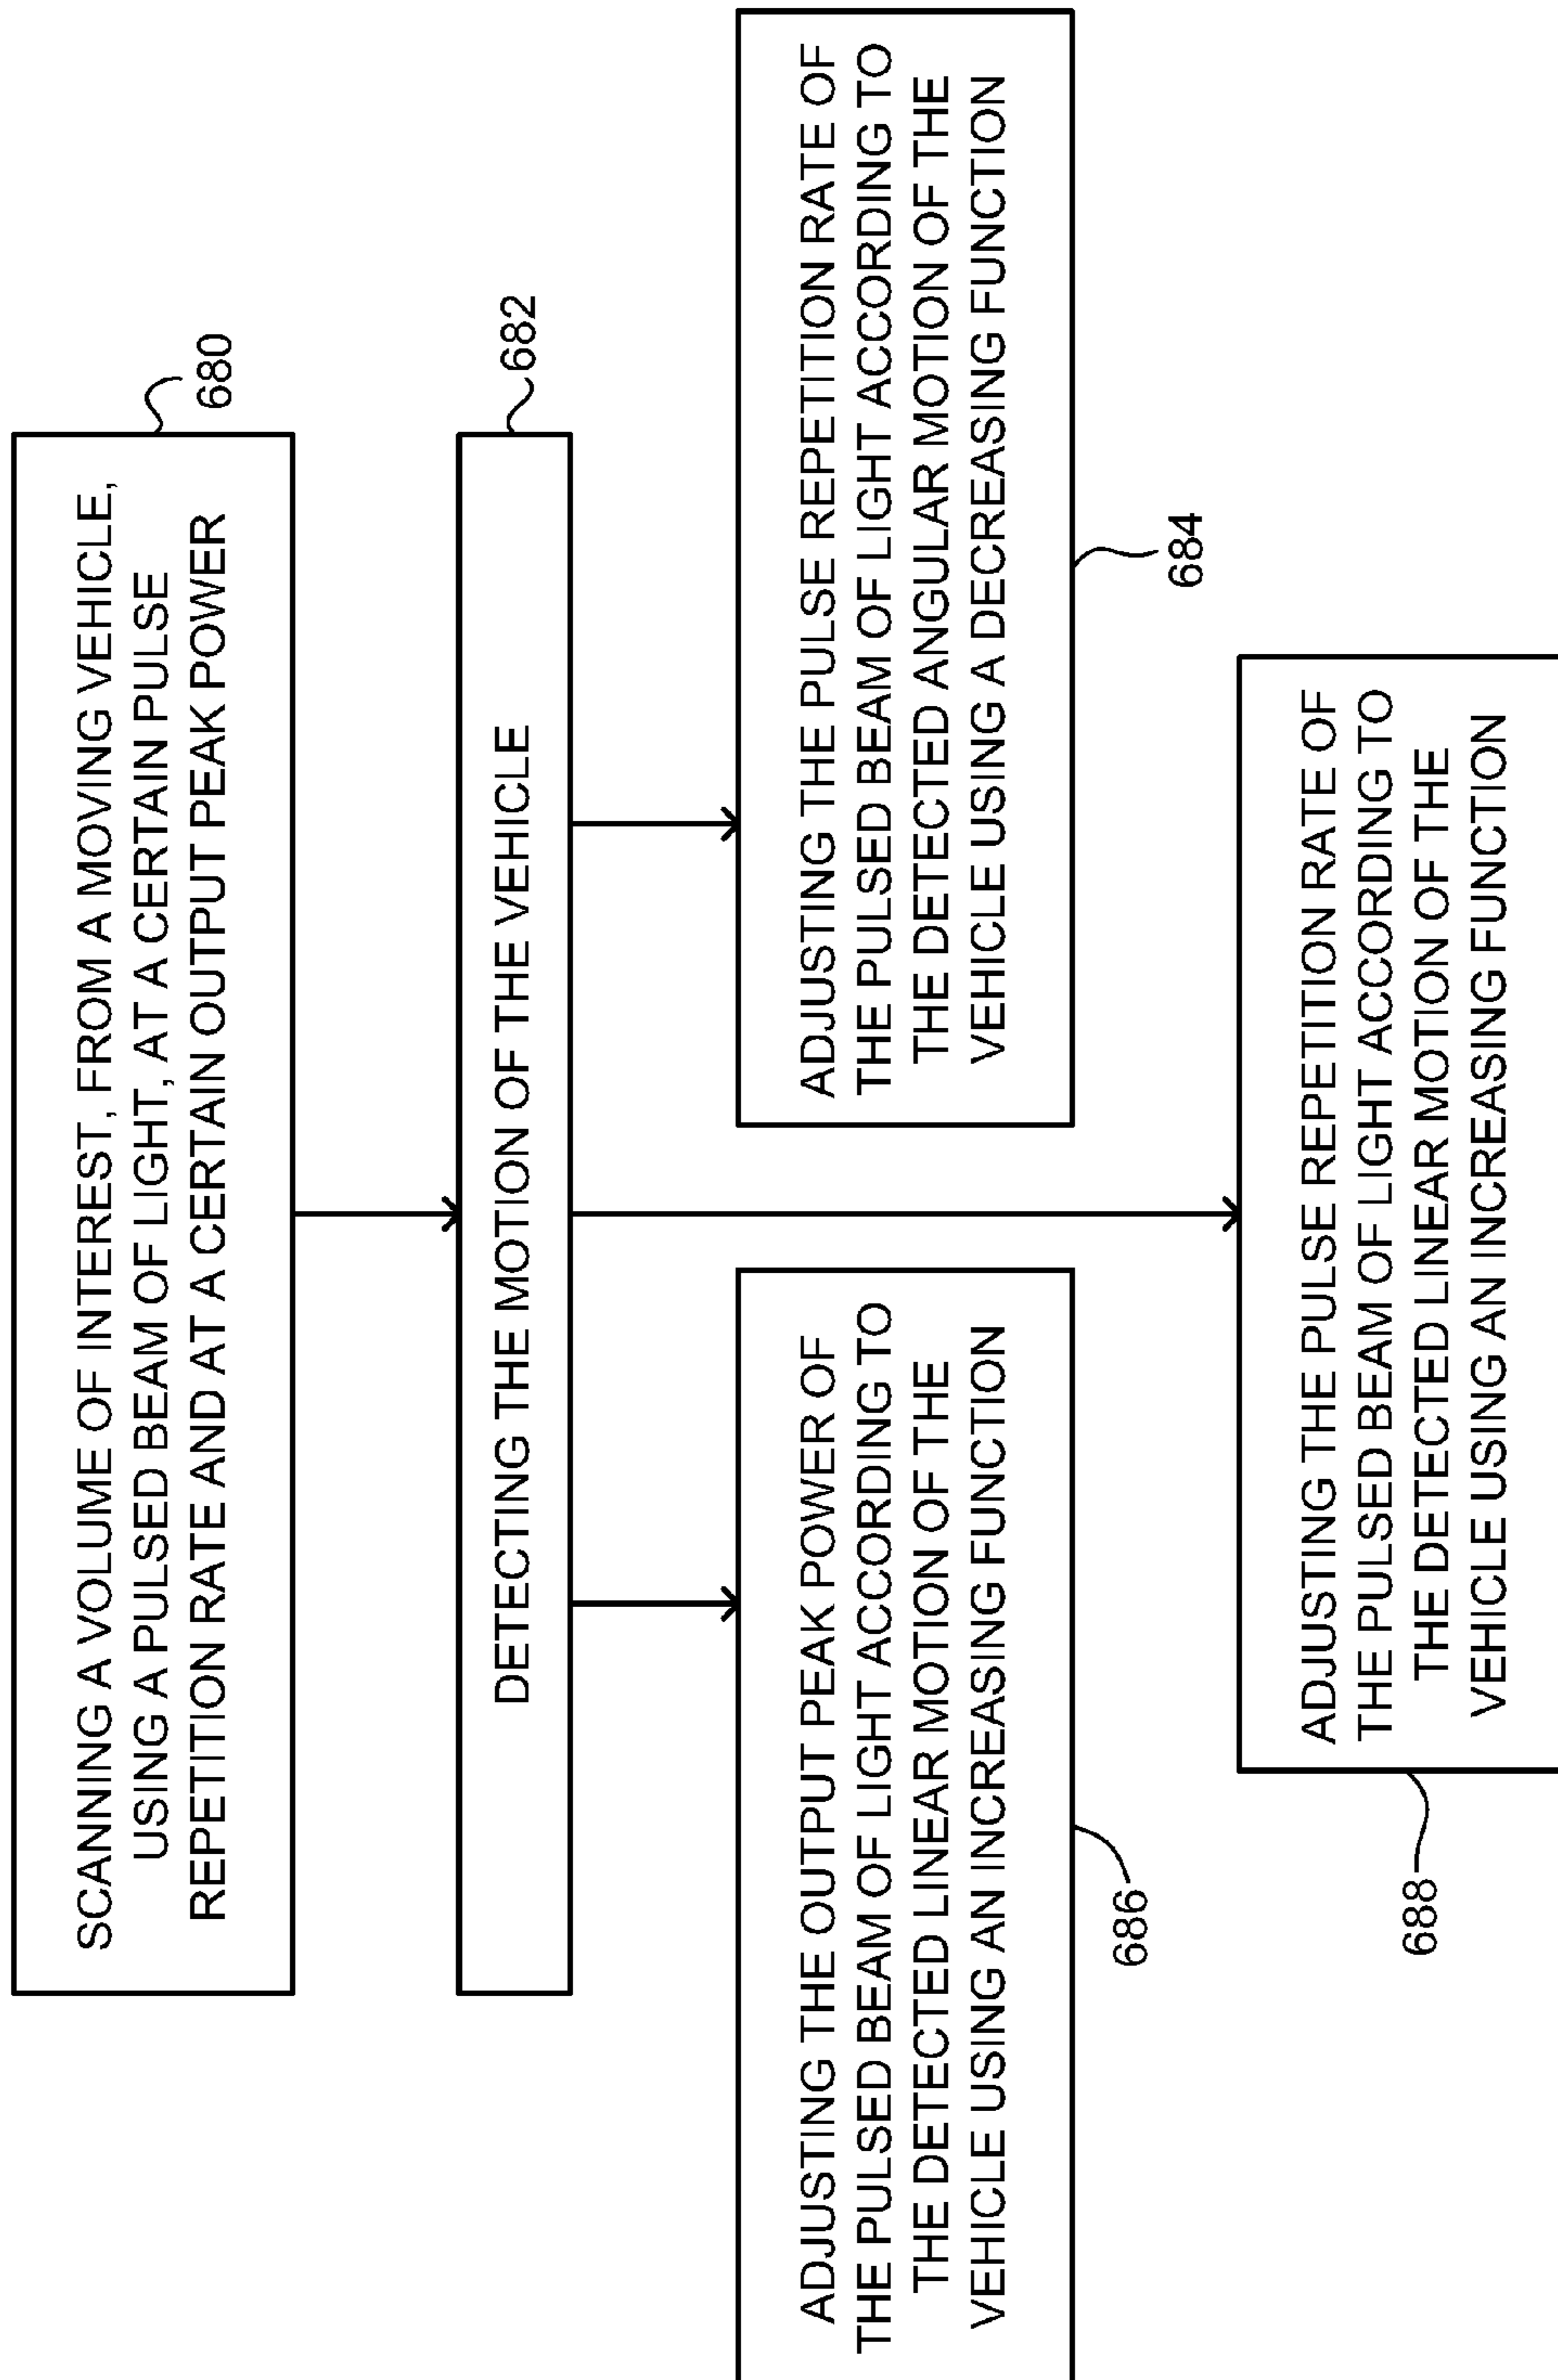 SCANNING A VOLUME OF INTEREST, FROM A MOVING VEHICLE,
USING A PULSED BEAM OF LIGHT, AT A CERTAIN PULSE
REPETITION RATE AND AT A CERTAIN OUTPUT PEAK POWER
680
DETECTING THE MOTION OF THE VEHICLE
682
ADJUSTING THE OUTPUT PEAK POWER OF
THE PULSED BEAM OF LIGHT ACCORDING TO
THE DETECTED LINEAR MOTION OF THE
VEHICLE USING AN INCREASING FUNCTION
686
ADJUSTING THE PULSE REPETITION RATE OF
THE PULSED BEAM OF LIGHT ACCORDING TO
THE DETECTED ANGULAR MOTION OF THE
VEHICLE USING A DECREASING FUNCTION
684
ADJUSTING THE PULSE REPETITION RATE OF
THE PULSED BEAM OF LIGHT ACCORDING TO
THE DETECTED LINEAR MOTION OF THE
VEHICLE USING AN INCREASING FUNCTION
688